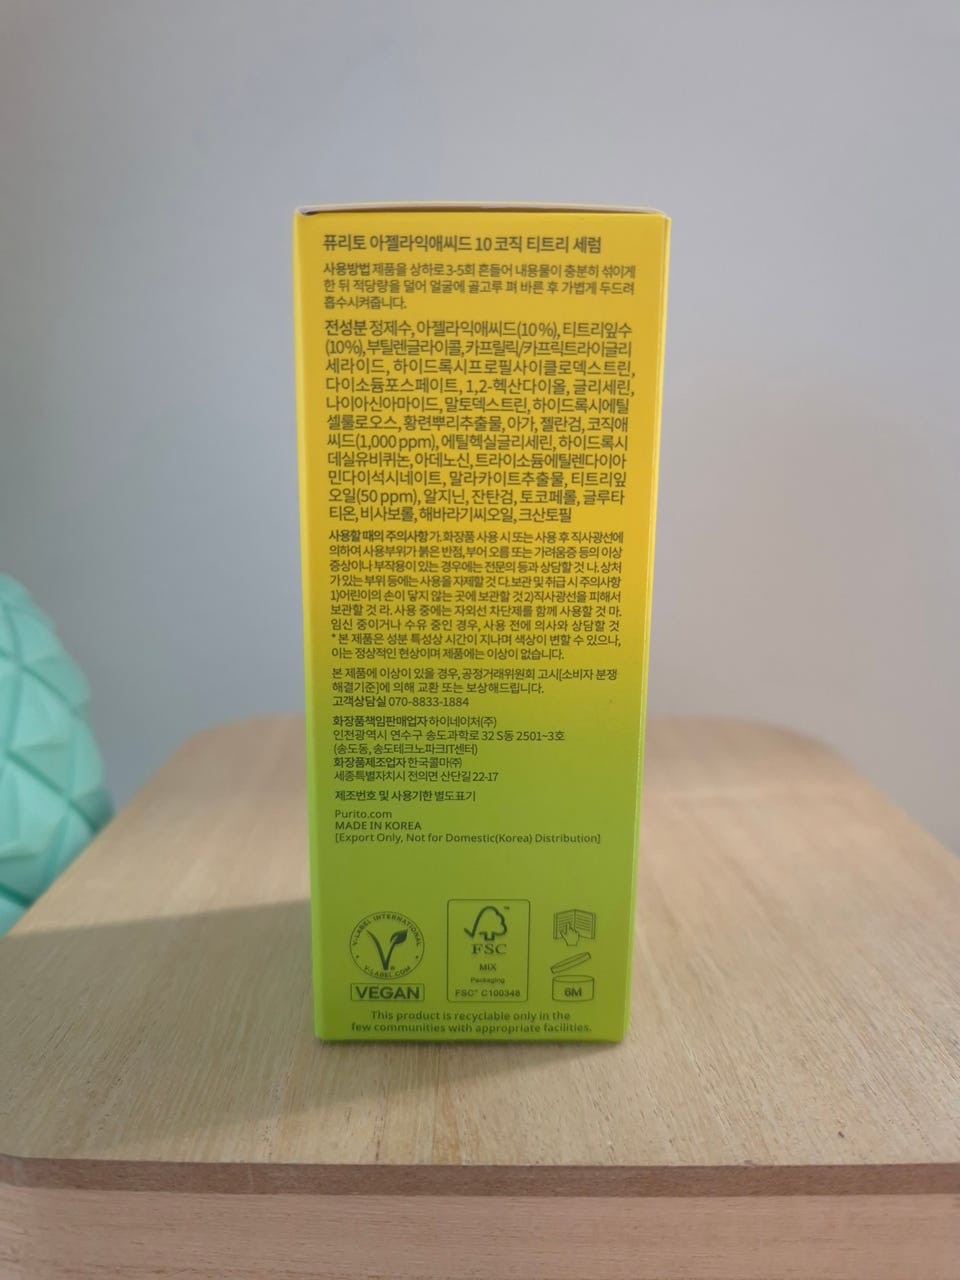 퓨리토 아젤라익애씨드 10 코직 티트리 세럼
사용방법 제품을 상하로 3-5회 흔들어 내용물이 충분히 섞이게
한 뒤 적당량을 덜어 얼굴에 골고루 펴 바른 후 가볍게 두드려
흡수시켜줍니다.
전성분 정제수, 아젤라익애씨드(10%), 티트리잎수
(10%), 부틸렌글라이콜, 카프릴릭/카프릭트라이글리
세라이드, 하이드록시프로필사이클로덱스트린,
다이소듐포스페이트, 1,2-헥산다이올, 글리세린,
나이아신아마이드, 말토덱스트린, 하이드록시에틸
셀룰로오스, 황련뿌리추출물, 아가, 젤란검, 코직애
씨드(1,000 ppm), 에틸헥실글리세린, 하이드록시
데실유비퀴논, 아데노신, 트라이소듐에틸렌다이아
민다이석시네이트, 말라카이트추출물, 티트리잎
오일(50 ppm), 알지닌, 잔탄검, 토코페롤, 글루타
티온, 비사보롤, 해바라기씨오일, 크산토필
사용할 때의 주의사항 가. 화장품 사용 시 또는 사용 후 직사광선에
의하여 사용부위가 붉은 반점, 부어 오름 또는 가려움증 등의 이상
증상이나 부작용이 있는 경우에는 전문의 등과 상담할 것 나. 상처
가 있는 부위 등에는 사용을 자제할 것 다. 보관 및 취급 시 주의사항
1)어린이의 손이 닿지 않는 곳에 보관할 것 2)직사광선을 피해서
보관할 것 라. 사용 중에는 자외선 차단제를 함께 사용할 것 마.
임신 중이거나 수유 중인 경우, 사용 전에 의사와 상담할 것
* 본 제품은 성분 특성상 시간이 지나며 색상이 변할 수 있으나,
이는 정상적인 현상이며 제품에는 이상이 없습니다.
본 제품에 이상이 있을 경우, 공정거래위원회 고시[소비자 분쟁
해결기준]에 의해 교환 또는 보상해드립니다.
고객상담실 070-8833-1884
화장품책임판매업자 하이네이처(주)
인천광역시 연수구 송도과학로 32 S동 2501~3호
(송도동, 송도테크노파크IT센터)
화장품제조업자 한국콜마㈜
세종특별자치시 전의면 산단길 22-17
제조번호 및 사용기한 별도표기
Purito.com
MADE IN KOREA
[Export Only, Not for Domestic(Korea) Distribution]
V-LABEL INTERNATIONAL
V-LABEL.COM
VEGAN
FSC
MIX
Packaging
FSC™ C100348
6M
This product is recyclable only in the
few communities with appropriate facilities.